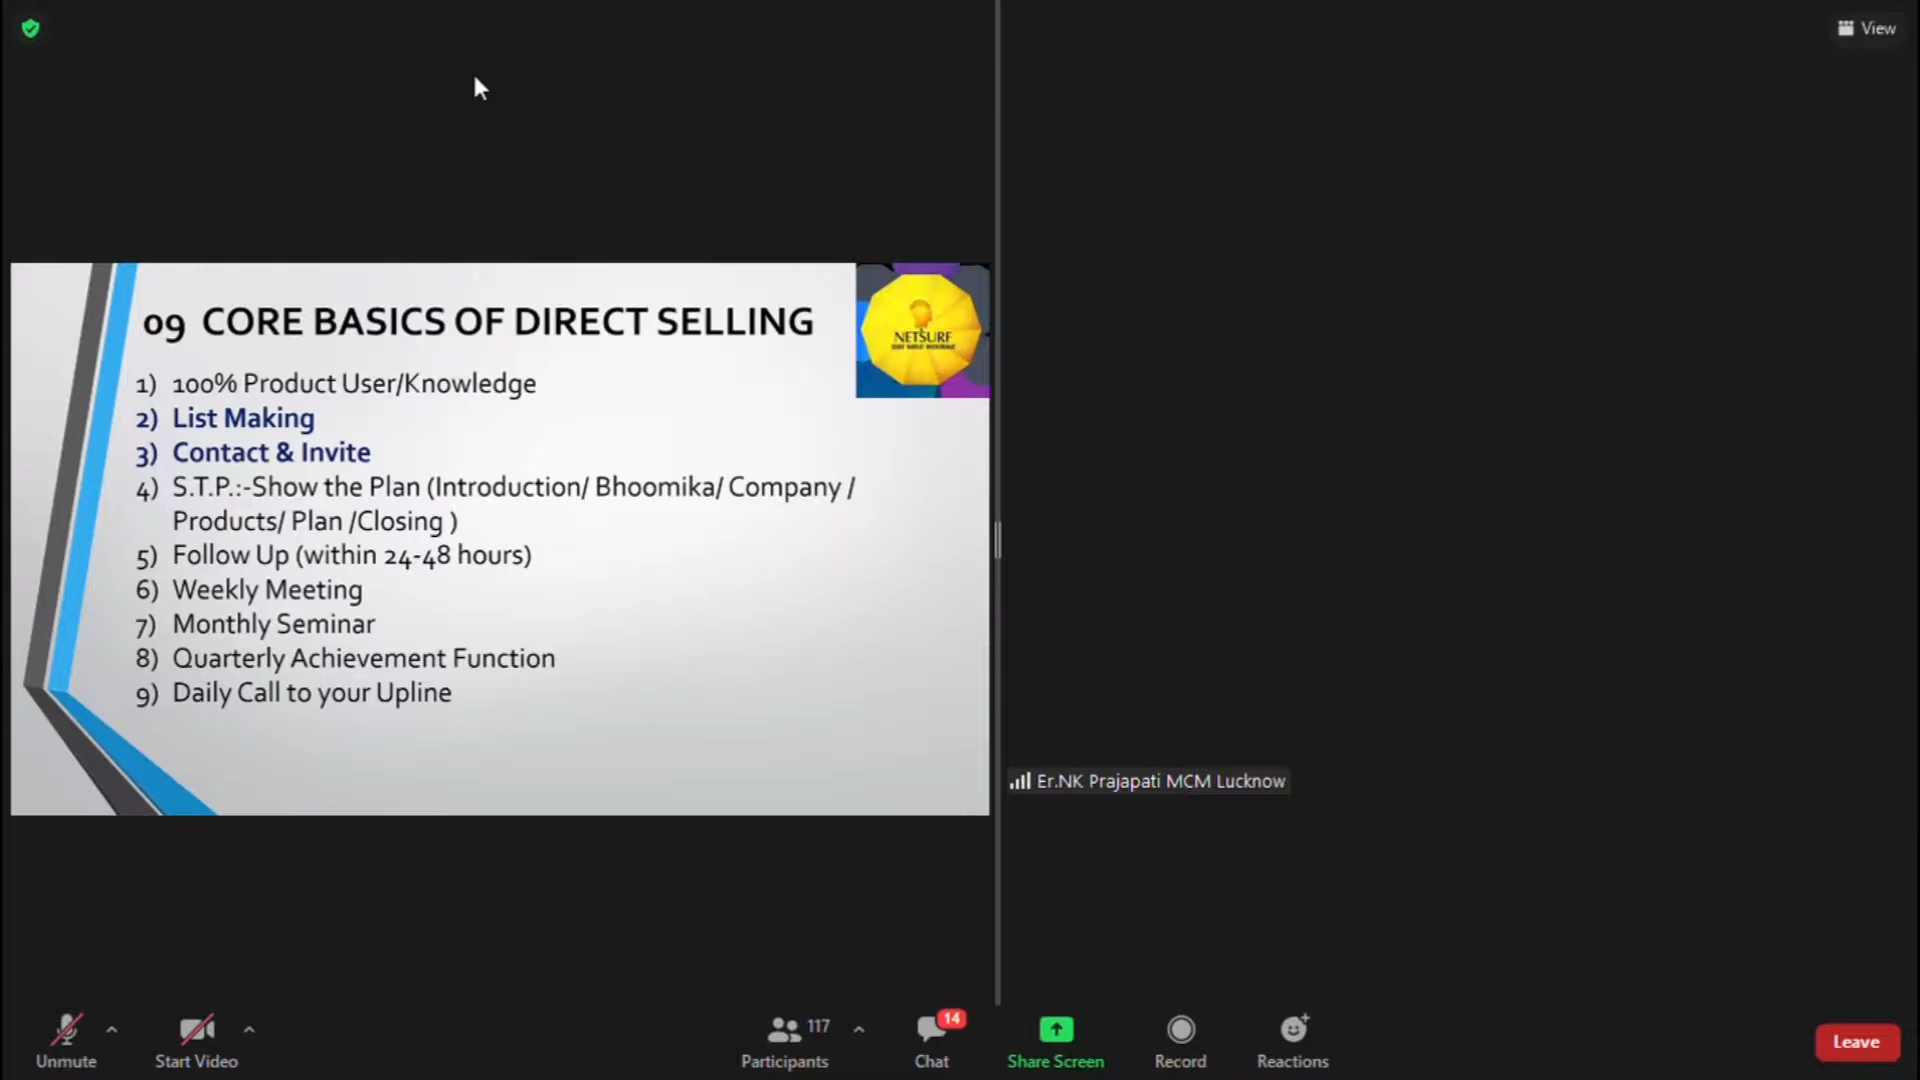 View
09 CORE BASICS OF DIRECT SELLING
NETSURF
1) 100% Product User/Knowledge
2) List Making
3) Contact & Invite
4) S.T.P.:-Show the Plan (Introduction/ Bhoomika/ Company /
Products/ Plan /Closing )
5) Follow Up (within 24-48 hours)
6) Weekly Meeting
7) Monthly Seminar
8) Quarterly Achievement Function
9) Daily Call to your Upline
Er.NK Prajapati MCM Lucknow
117
14
Unmute
Start Video
Participants
Chat
Share Screen
Record
Reactions
Leave